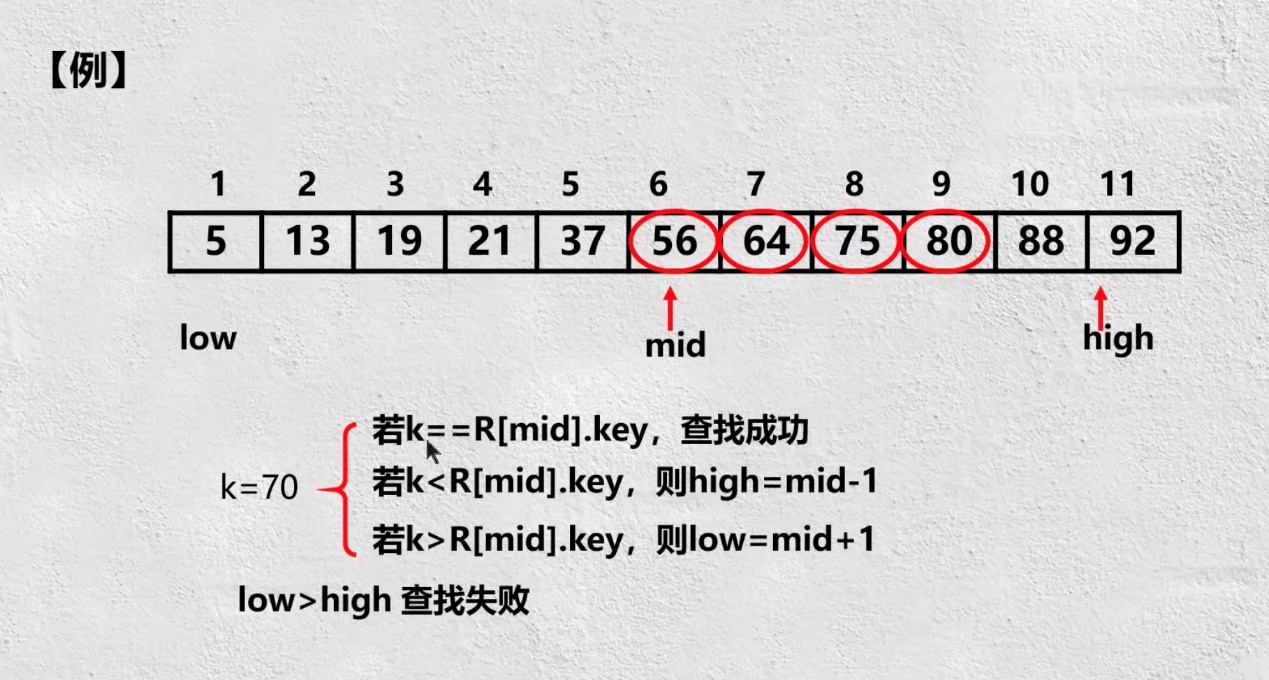 【例】
1 2 3 4 5 6 7 8 9 10 11
5 13 19 21 37 56 64 75 80 88 92
low mid high
若k==R[mid].key，查找成功
k=70 若k<R[mid].key，则high=mid-1
若k>R[mid].key，则low=mid+1
low>high 查找失败